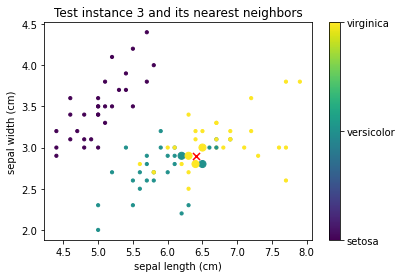 Test instance 3 and its nearest neighbors
4.5
4.0
3.5
3.0
2.5
2.0
sepal width (cm)
4.5 5.0 5.5 6.0 6.5 7.0 7.5 8.0
sepal length (cm)
virginica
versicolor
setosa